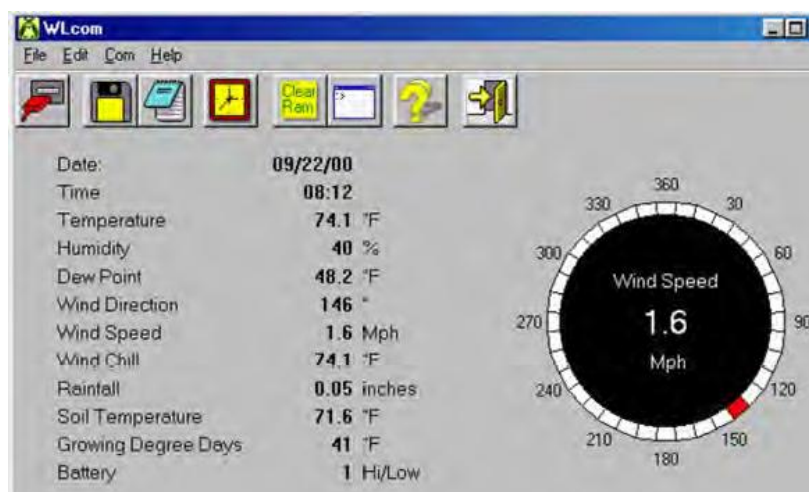 WLcom
File Edit Com Help
Clear
Ram
Date: 09/22/00
Time 08:12
Temperature 74.1 °F
Humidity 40 %
Dew Point 48.2 °F
Wind Direction 146 °
Wind Speed 1.6 Mph
Wind Chill 74.1 °F
Rainfall 0.05 inches
Soil Temperature 71.6 °F
Growing Degree Days 41 °F
Battery 1 Hi/Low
360
330 30
300 60
Wind Speed
270 1.6 90
Mph
240 120
210 150
180